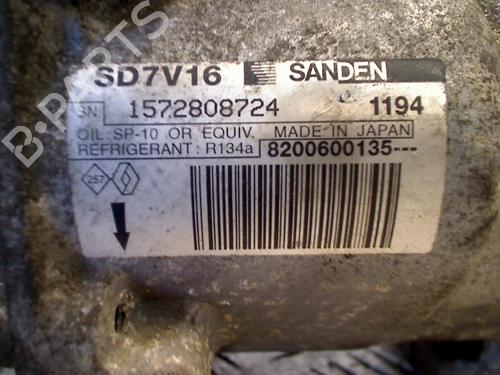 SD7V16 SANDEN
SN 1572808724 1194
OIL:SP-10 OR EQUIV. MADE IN JAPAN
REFRIGERANT: R134a 8200600135---
257
B-PARTS